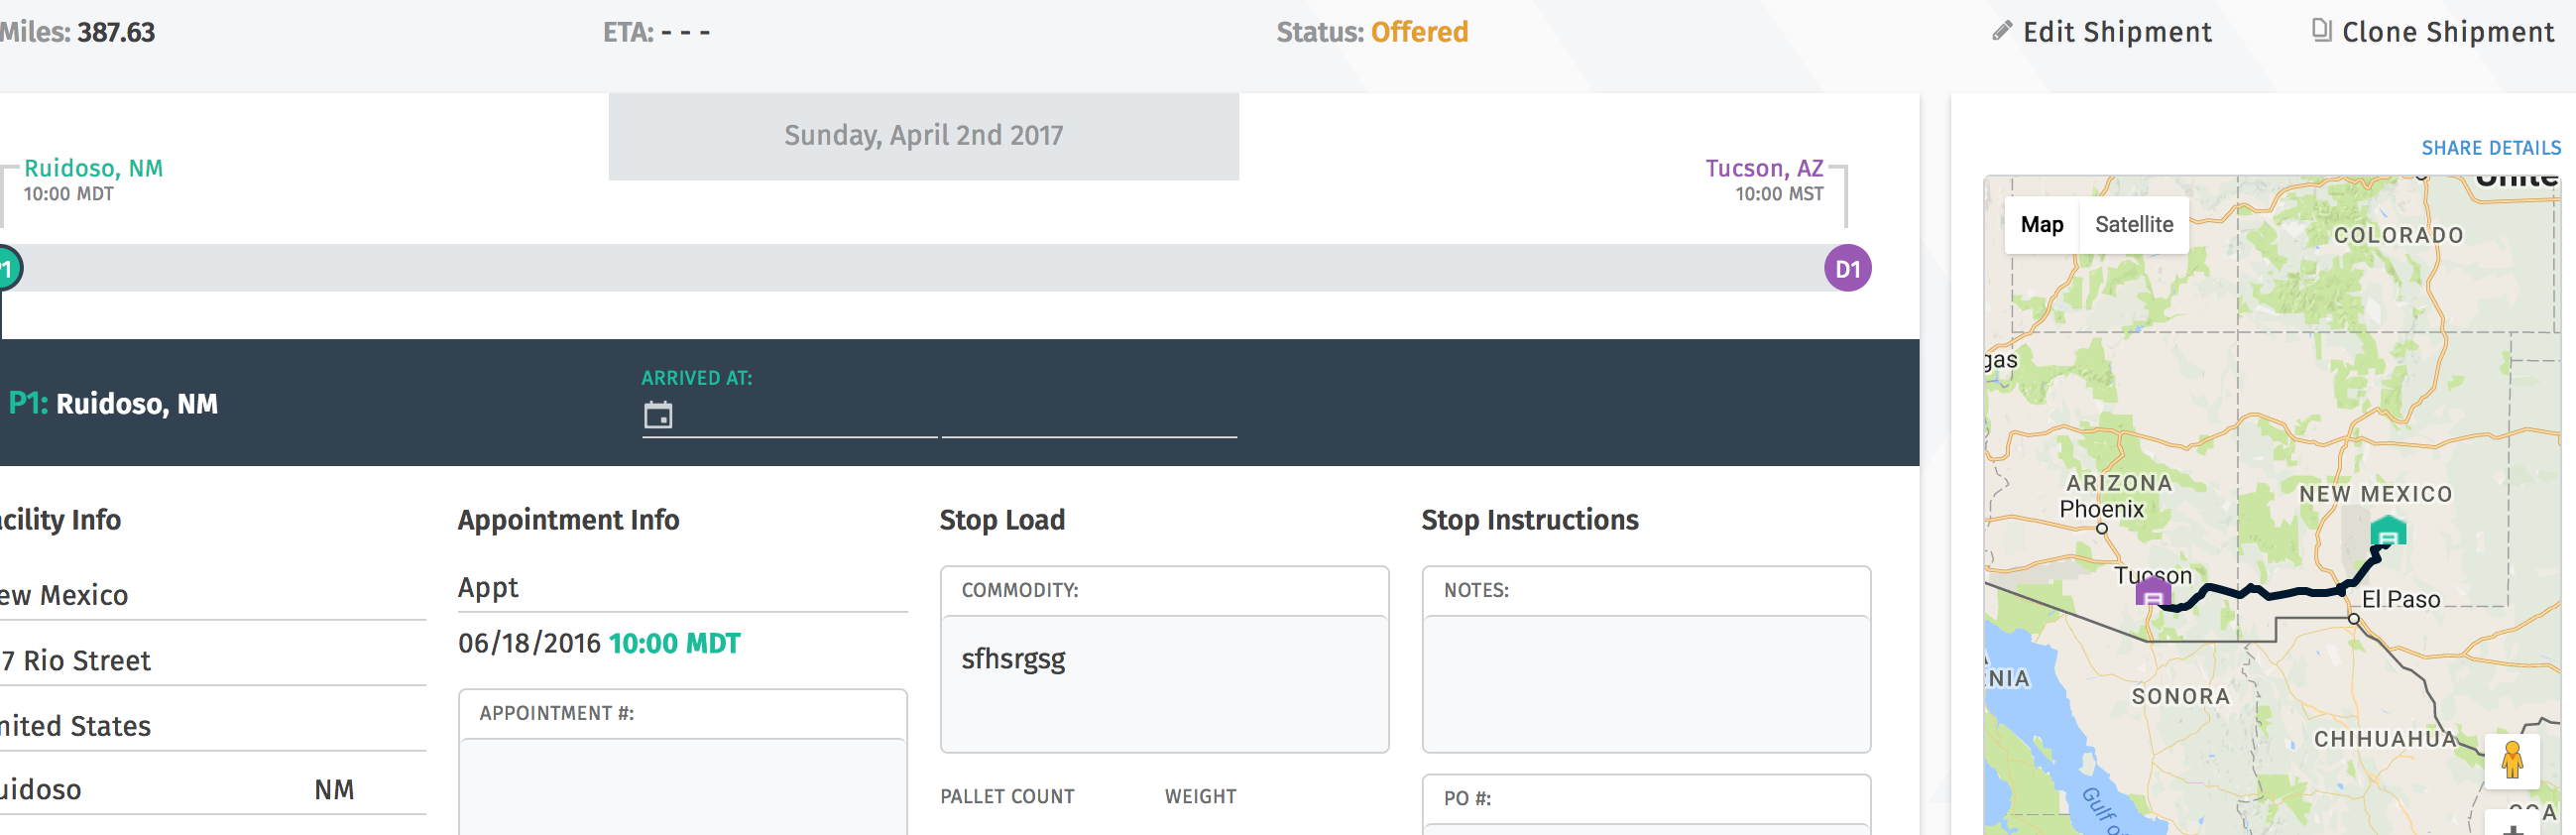 Miles: 387.63
ETA: - - -
Status: Offered
Edit Shipment
Clone Shipment
Sunday, April 2nd 2017
Ruidoso, NM
10:00 MDT
Tucson, AZ
10:00 MST
P1
D1
P1: Ruidoso, NM
ARRIVED AT:
acility Info
ew Mexico
7 Rio Street
nited States
uidoso NM
Appointment Info
Appt
06/18/2016 10:00 MDT
APPOINTMENT #:
Stop Load
COMMODITY:
sfhsrgsg
PALLET COUNT
WEIGHT
Stop Instructions
NOTES:
PO #:
SHARE DETAILS
Map
Satellite
Unite
COLORADO
gas
ARIZONA
Phoenix
NEW MEXICO
Tucson
El Paso
NIA
SONORA
CHIHUAHUA
Gulf of